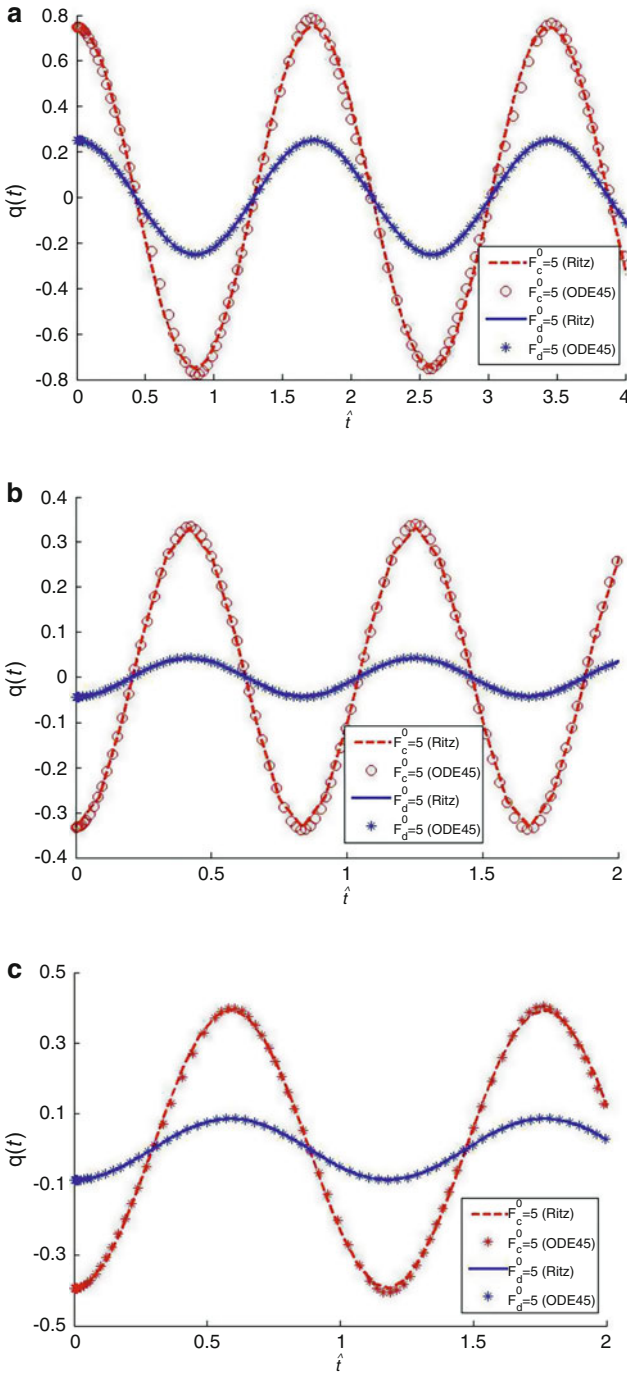 a
0.8
0.6
0.4
0.2
0
-0.2
-0.4
-0.6
-0.8
q(t)
F_c^0=5 (Ritz)
F_c^0=5 (ODE45)
F_d^0=5 (Ritz)
F_d^0=5 (ODE45)
0 0.5 1 1.5 2 2.5 3 3.5 4
t̂
b
0.4
0.3
0.2
0.1
0
-0.1
-0.2
-0.3
-0.4
q(t)
F_c^0=5 (Ritz)
F_c^0=5 (ODE45)
F_d^0=5 (Ritz)
F_d^0=5 (ODE45)
0 0.5 1 1.5 2
t̂
c
0.5
0.3
0.1
-0.1
-0.3
-0.5
q(t)
F_c^0=5 (Ritz)
F_c^0=5 (ODE45)
F_d^0=5 (Ritz)
F_d^0=5 (ODE45)
0 0.5 1 1.5 2
t̂